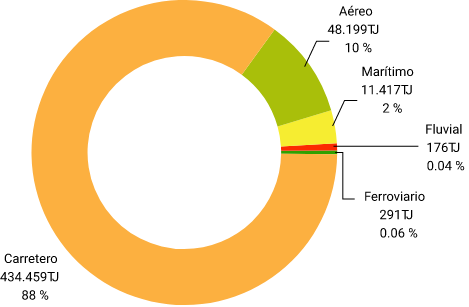 Aéreo
48.199TJ
10 %
Marítimo
11.417TJ
2 %
Fluvial
176TJ
0.04 %
Ferroviario
291TJ
0.06 %
Carretero
434.459TJ
88 %